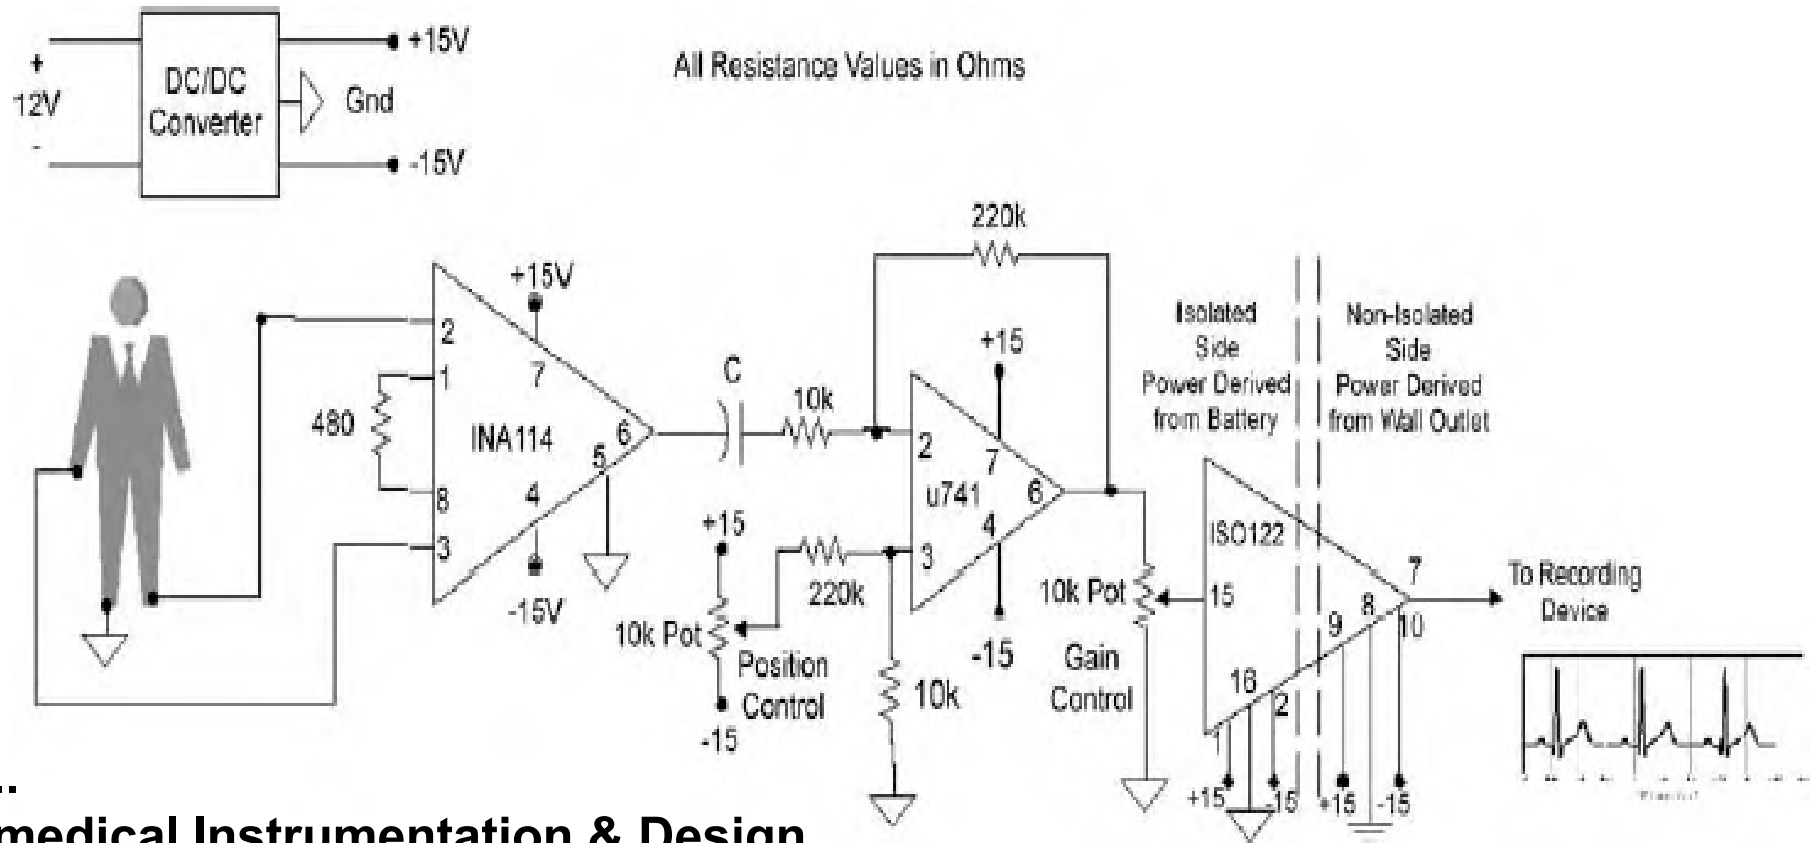 +15V
+
12V
-
DC/DC
Converter
Gnd
-15V
All Resistance Values in Ohms
220k
+15V
2
1
7
480
INA114
6
5
8
4
3
-15V
C
10k
+15
2
7
u741
6
4
3
-15
+15
220k
10k Pot
Position
Control
-15
10k
Isolated
Side
Power Derived
from Battery
Non-Isolated
Side
Power Derived
from Wall Outlet
ISO122
10k Pot
15
Gain
Control
7
8
9
10
16
2
1
+15
-15
+15
-15
To Recording
Device
..
medical Instrumentation & Design